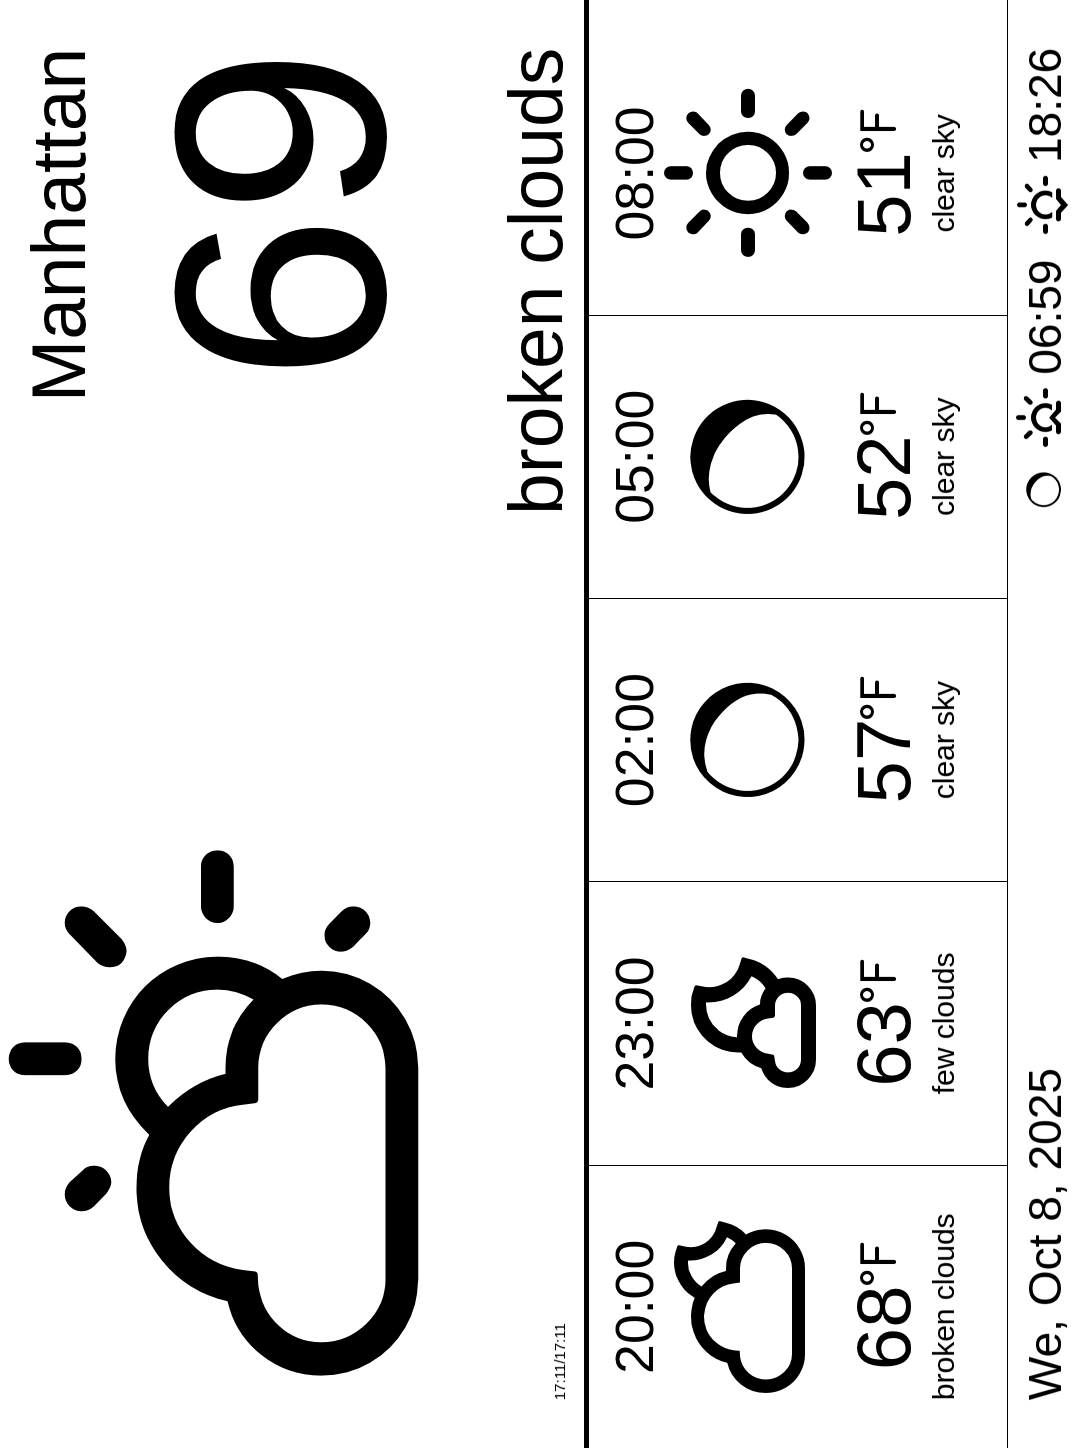 Manhattan
69
broken clouds
17:11/17:11
20:00 23:00 02:00 05:00 08:00
68°F 63°F 57°F 52°F 51°F
broken clouds few clouds clear sky clear sky clear sky
We, Oct 8, 2025 06:59 18:26